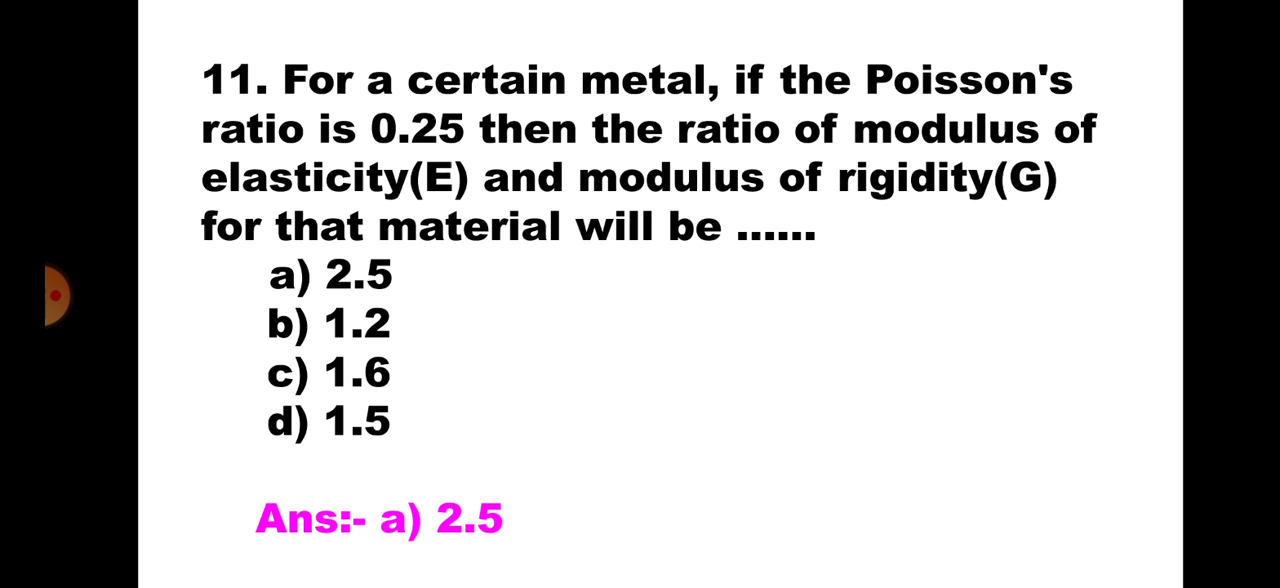 11. For a certain metal, if the Poisson's
ratio is 0.25 then the ratio of modulus of
elasticity(E) and modulus of rigidity(G)
for that material will be ......
a) 2.5
b) 1.2
c) 1.6
d) 1.5
Ans:- a) 2.5